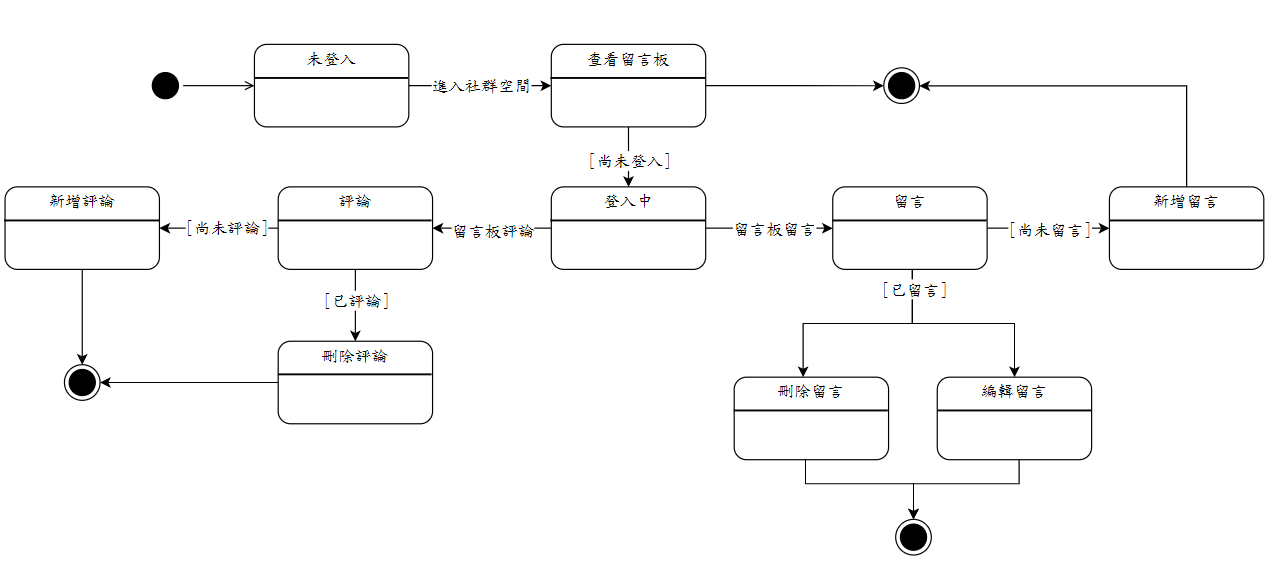 未登入
進入社群空間
查看留言板
[尚未登入]
新增評論
[尚未評論]
評論
留言板評論
登入中
留言板留言
留言
[尚未留言]
新增留言
[已評論]
[已留言]
刪除評論
刪除留言
編輯留言